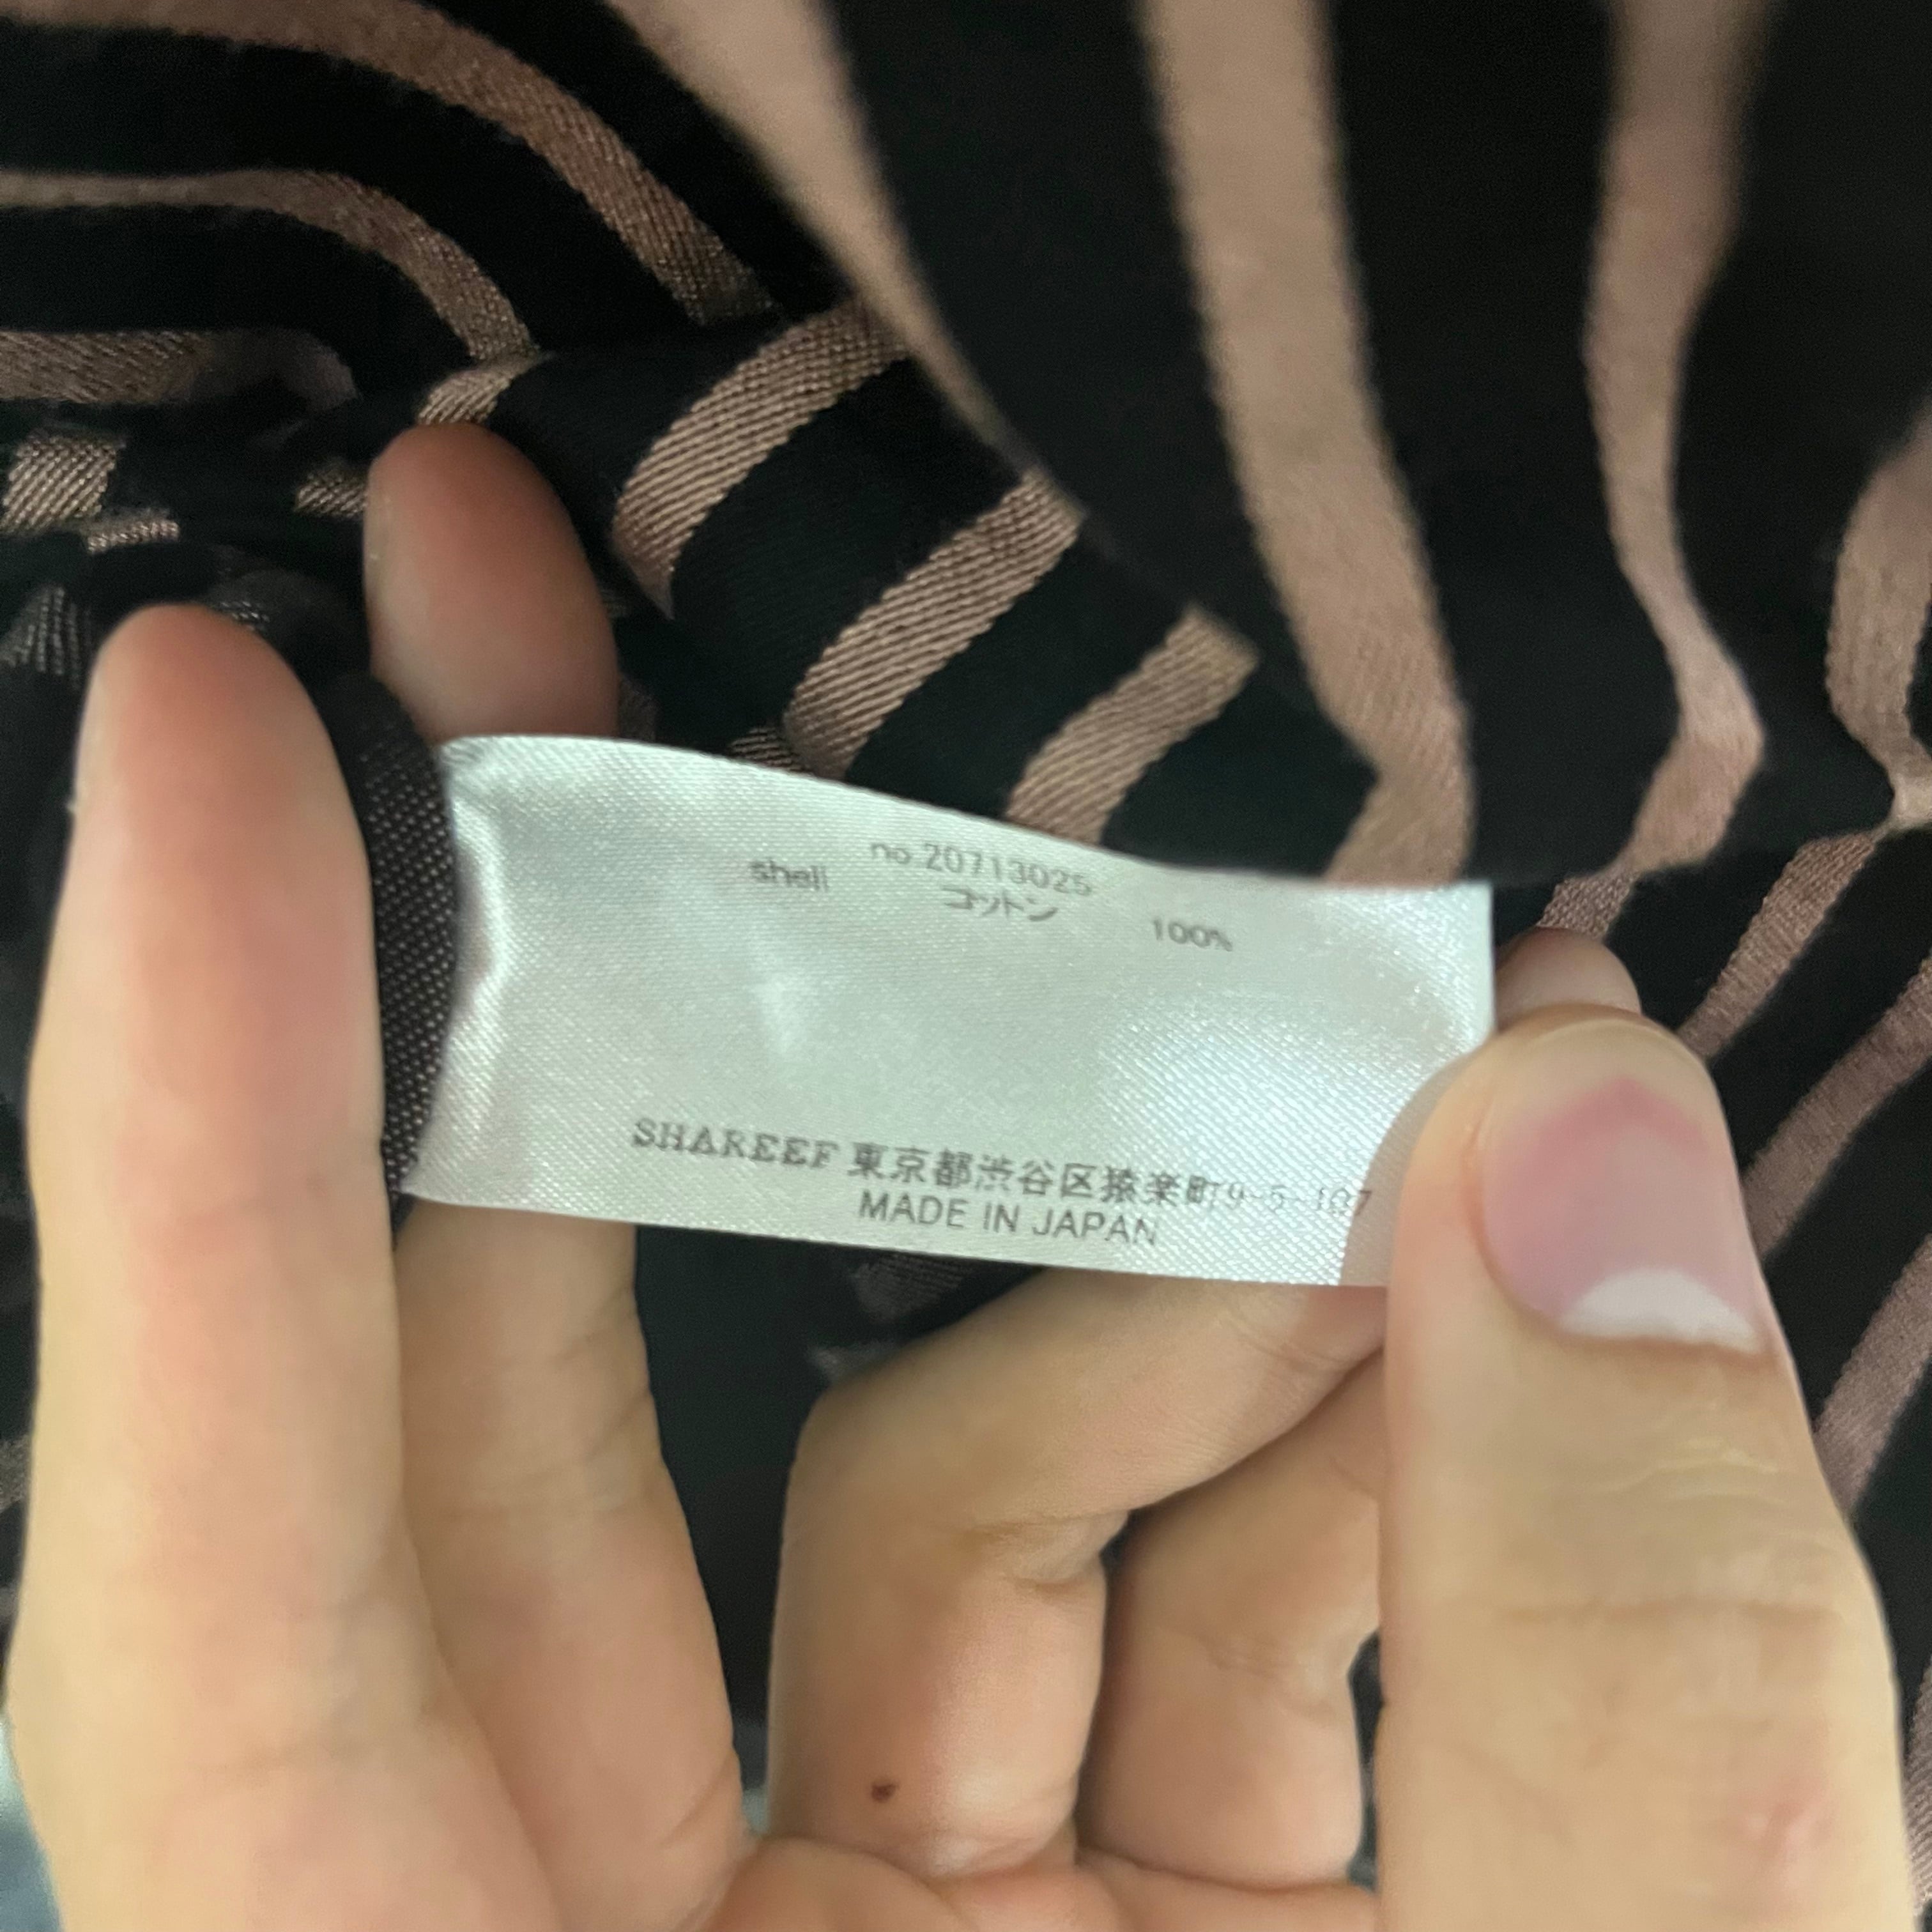 no.20713025
shell コットン 100%
SHAREEF 東京都渋谷区猿楽町9-5-107
MADE IN JAPAN